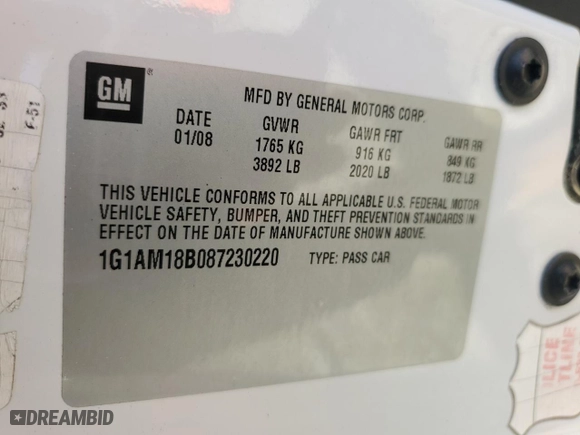 GM ®
MFD BY GENERAL MOTORS CORP.
DATE GVWR GAWR FRT GAWR RR
01/08 1765 KG 916 KG 849 KG
3892 LB 2020 LB 1872 LB
THIS VEHICLE CONFORMS TO ALL APPLICABLE U.S. FEDERAL MOTOR
VEHICLE SAFETY, BUMPER, AND THEFT PREVENTION STANDARDS IN
EFFECT ON THE DATE OF MANUFACTURE SHOWN ABOVE.
1G1AM18B087230220 TYPE: PASS CAR
DREAMBID